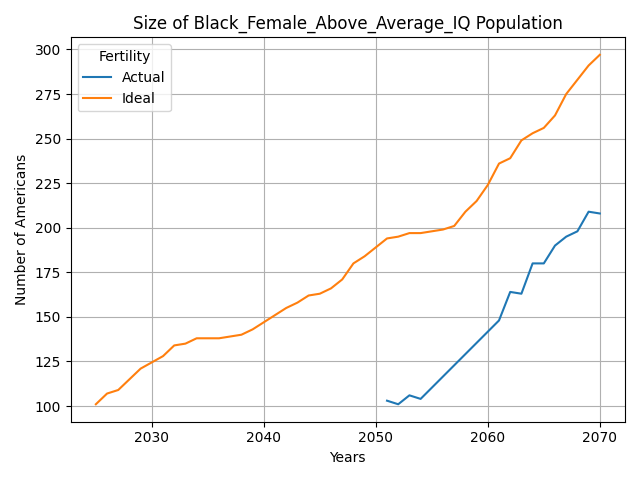 Size of Black_Female_Above_Average_IQ Population
Fertility
Actual
Ideal
Number of Americans
300
275
250
225
200
175
150
125
100
2030 2040 2050 2060 2070
Years